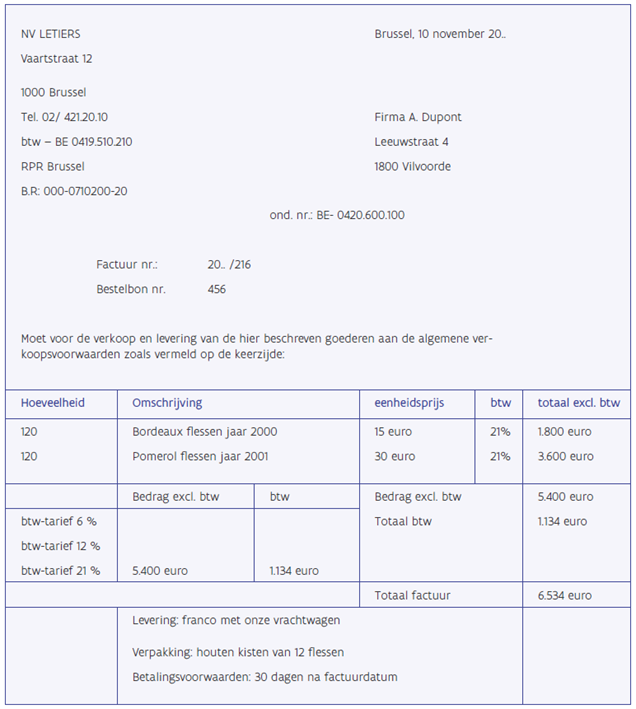 NV LETIERS Brussel, 10 november 20..
Vaartstraat 12
1000 Brussel
Tel. 02/ 421.20.10 Firma A. Dupont
btw – BE 0419.510.210 Leeuwstraat 4
RPR Brussel 1800 Vilvoorde
B.R: 000-0710200-20
ond. nr.: BE- 0420.600.100
Factuur nr.: 20.. /216
Bestelbon nr. 456
Moet voor de verkoop en levering van de hier beschreven goederen aan de algemene ver-
koopsvoorwaarden zoals vermeld op de keerzijde:
Hoeveelheid Omschrijving eenheidsprijs btw totaal excl. btw
120 Bordeaux flessen jaar 2000 15 euro 21% 1.800 euro
120 Pomerol flessen jaar 2001 30 euro 21% 3.600 euro
Bedrag excl. btw btw Bedrag excl. btw 5.400 euro
btw-tarief 6 % Totaal btw 1.134 euro
btw-tarief 12 %
btw-tarief 21 % 5.400 euro 1.134 euro
Totaal factuur 6.534 euro
Levering: franco met onze vrachtwagen
Verpakking: houten kisten van 12 flessen
Betalingsvoorwaarden: 30 dagen na factuurdatum